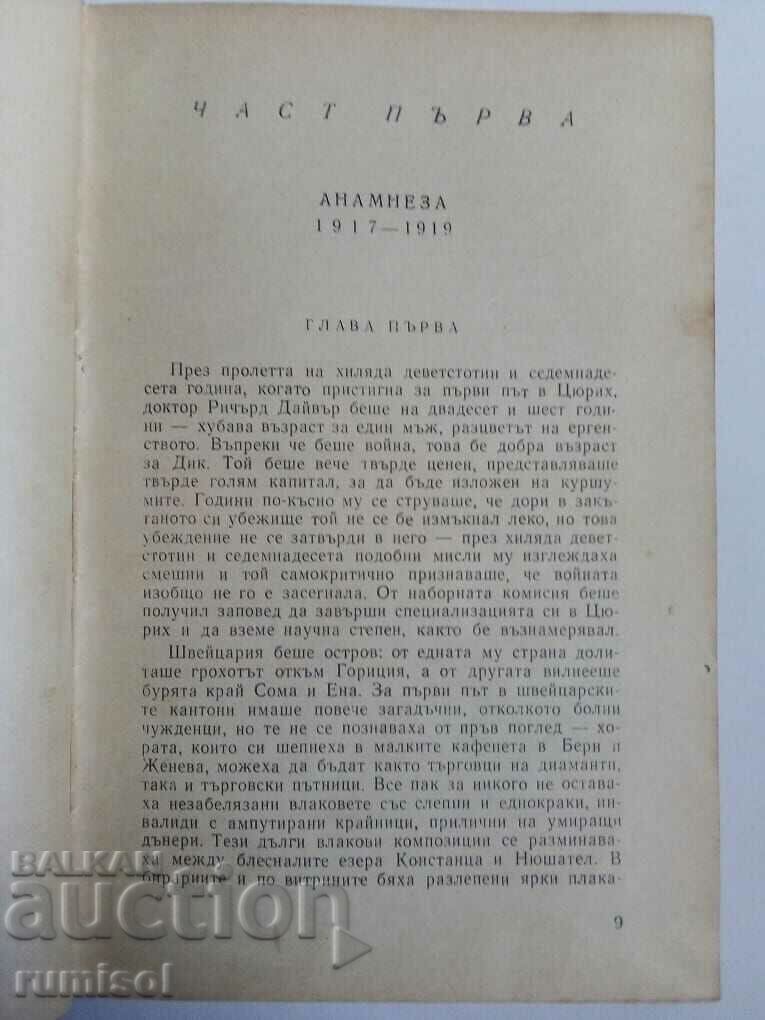 ЧАСТ ПЪРВА
АНАМНЕЗА
1917—1919
ГЛАВА ПЪРВА
През пролетта на хиляда деветстотин и седемнаде-
сета година, когато пристигна за първи път в Цюрих,
доктор Ричърд Дайвър беше на двадесет и шест годи-
ни — хубава възраст за един мъж, разцветът на ерген-
ството. Въпреки че беше война, това бе добра възраст
за Дик. Той беше вече твърде ценен, представляваше
твърде голям капитал, за да бъде изложен на куршу-
мите. Години по-късно му се струваше, че дори в закъ-
таното си убежище той не се бе измъкнал леко, но това
убеждение не се затвърди в него — през хиляда девет-
стотин и седемнадесета подобни мисли му изглеждаха
смешни и той самокритично признаваше, че войната
изобщо не го е засегнала. От наборната комисия беше
получил заповед да завърши специализацията си в Цю-
рих и да вземе научна степен, както бе възнамерявал.
Швейцария беше остров: от едната му страна доли-
таше грохотът откъм Гориция, а от другата вилнееше
бурята край Сома и Ена. За първи път в швейцарски-
те кантони имаше повече загадъчни, отколкото болни
чужденци, но те не се познаваха от пръв поглед — хо-
рата, които си шепнеха в малките кафенета в Берн и
Женева, можеха да бъдат както търговци на диаманти,
така и търговски пътници. Все пак за никого не остава-
ха незабелязани влаковете със слепци и еднокраки, ин-
валиди с ампутирани крайници, прилични на умиращи
дънери. Тези дълги влакови композиции се разминава-
ха между блесналите езера Констанца и Нюшател. В
бирариите и по витрините бяха разлепени ярки плака-
9
BALKAN
auction
rumisol